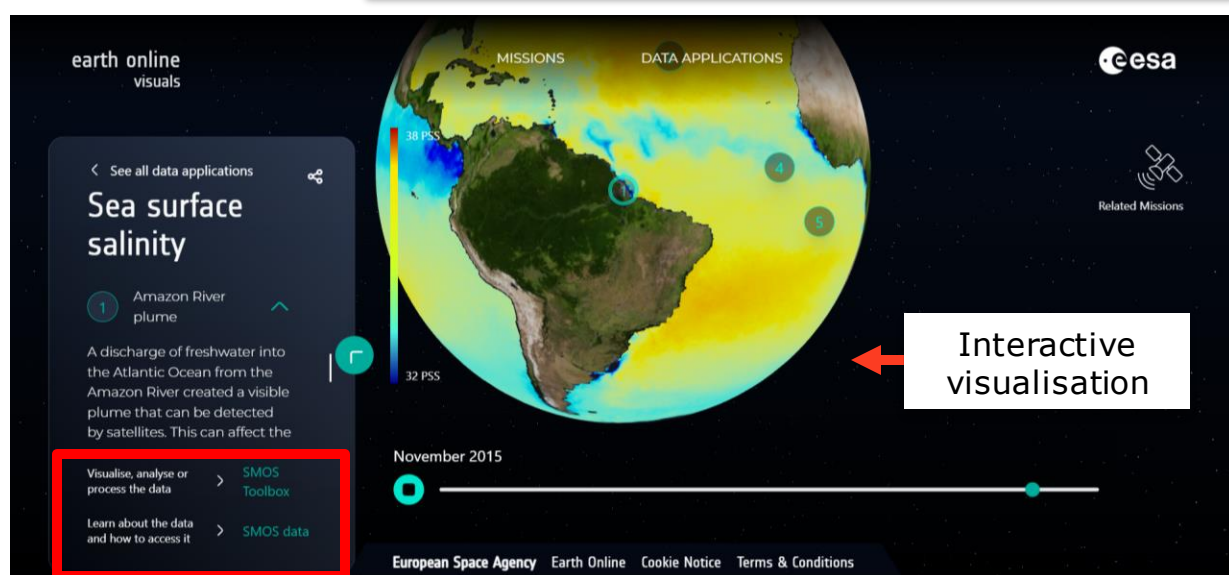 earth online
visuals
MISSIONS
DATA APPLICATIONS
esa
See all data applications
Sea surface
salinity
1
Amazon River
plume
A discharge of freshwater into
the Atlantic Ocean from the
Amazon River created a visible
plume that can be detected
by satellites. This can affect the
Visualise, analyse or
process the data
SMOS
Toolbox
Learn about the data
and how to access it
SMOS data
38 PSS
32 PSS
1
4
5
Related Missions
Interactive
visualisation
November 2015
European Space Agency
Earth Online
Cookie Notice
Terms & Conditions